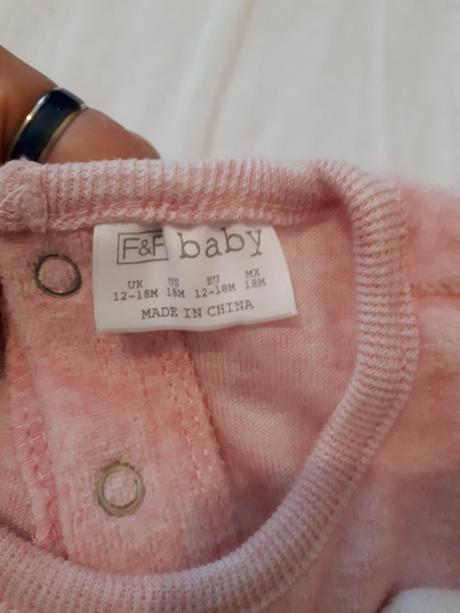 F&F baby
UK US EU MX
12-18M 18M 12-18M 18M
MADE IN CHINA